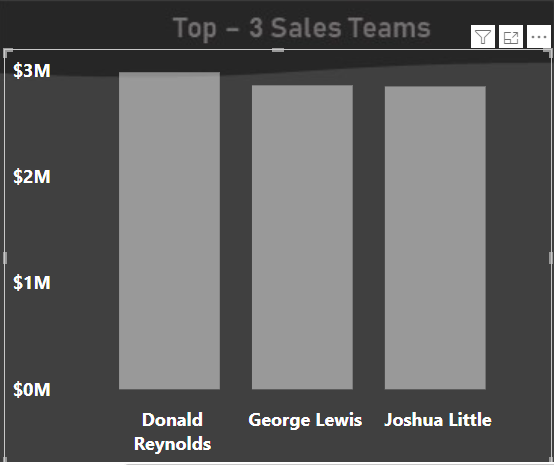 Top – 3 Sales Teams
$3M
$2M
$1M
$0M
Donald
Reynolds
George Lewis
Joshua Little